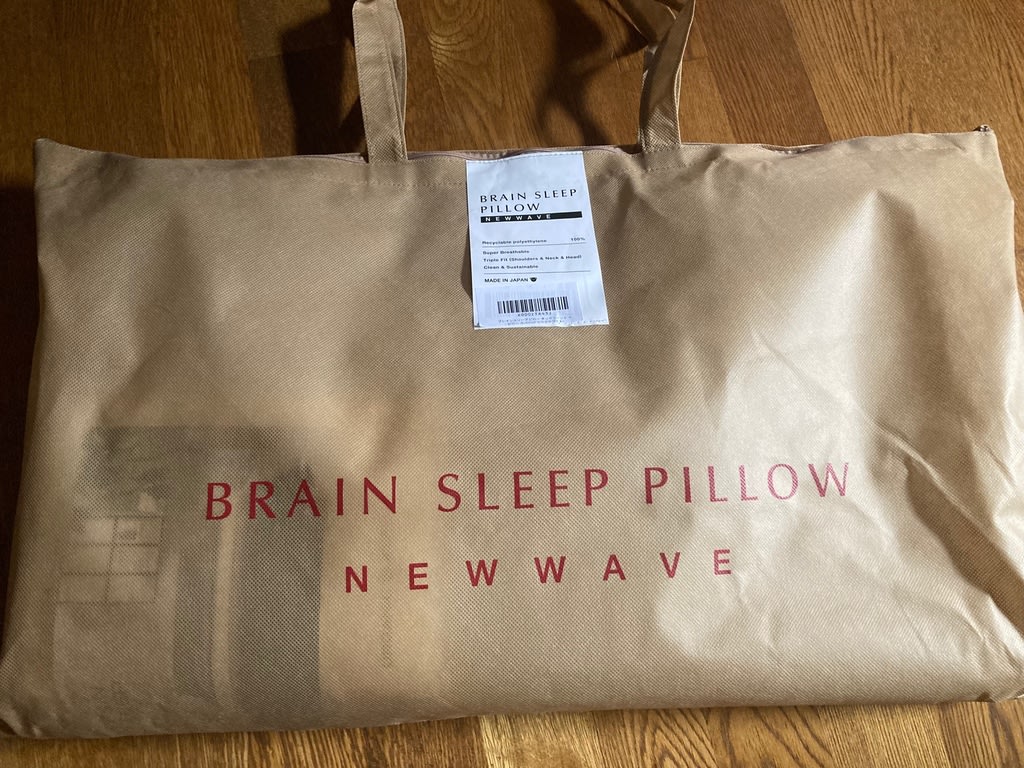 BRAIN SLEEP
PILLOW
NEWWAVE
Recyclable polyethylene 100%
Super Breathable
Triple Fit (Shoulders & Neck & Head)
Clean & Sustainable
MADE IN JAPAN
BRAIN SLEEP PILLOW
NEWWAVE